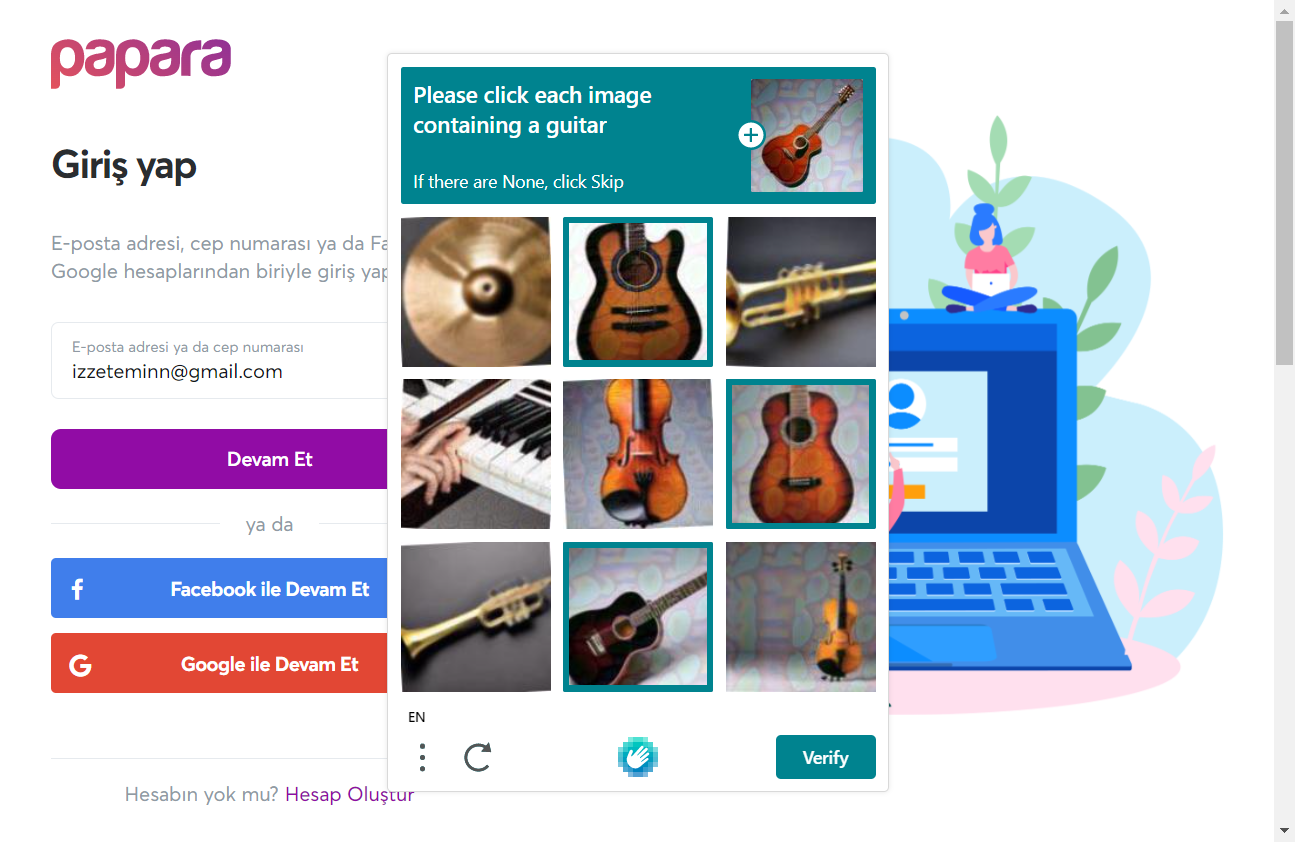 papara
Giriş yap
E-posta adresi, cep numarası ya da Fa
Google hesaplarından biriyle giriş yap
E-posta adresi ya da cep numarası
izzeteminn@gmail.com
Devam Et
ya da
Facebook ile Devam Et
Google ile Devam Et
Hesabın yok mu? Hesap Oluştur
Please click each image
containing a guitar
If there are None, click Skip
EN
Verify